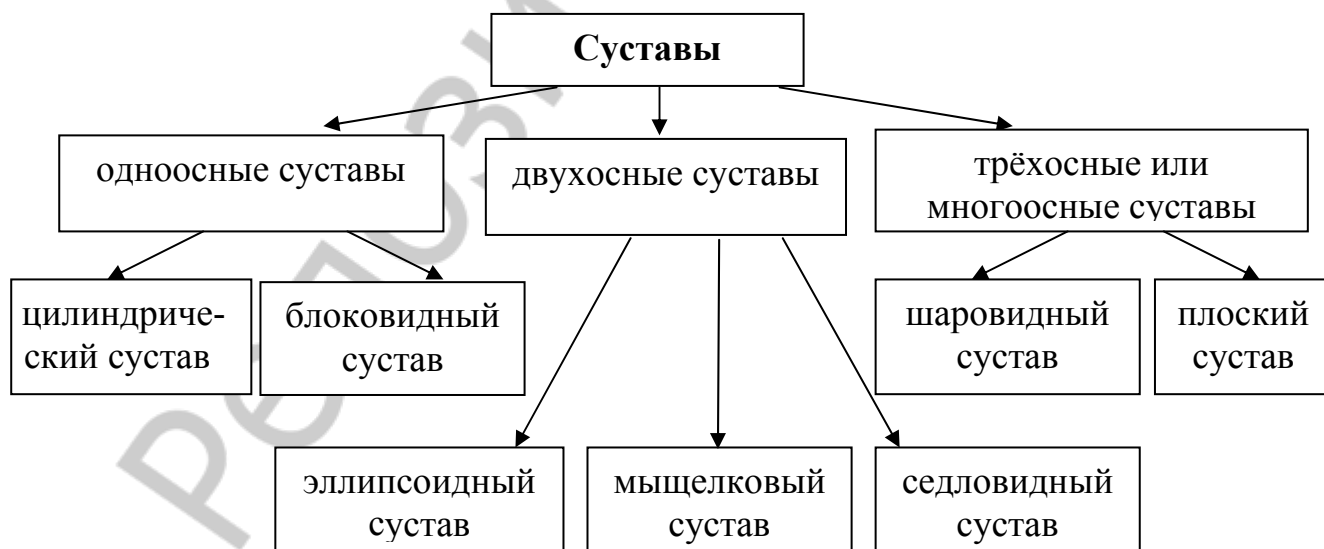 Суставы
одноосные суставы
двухосные суставы
трёхосные или
многоосные суставы
цилиндриче-
ский сустав
блоковидный
сустав
шаровидный
сустав
плоский
сустав
эллипсоидный
сустав
мыщелковый
сустав
седловидный
сустав